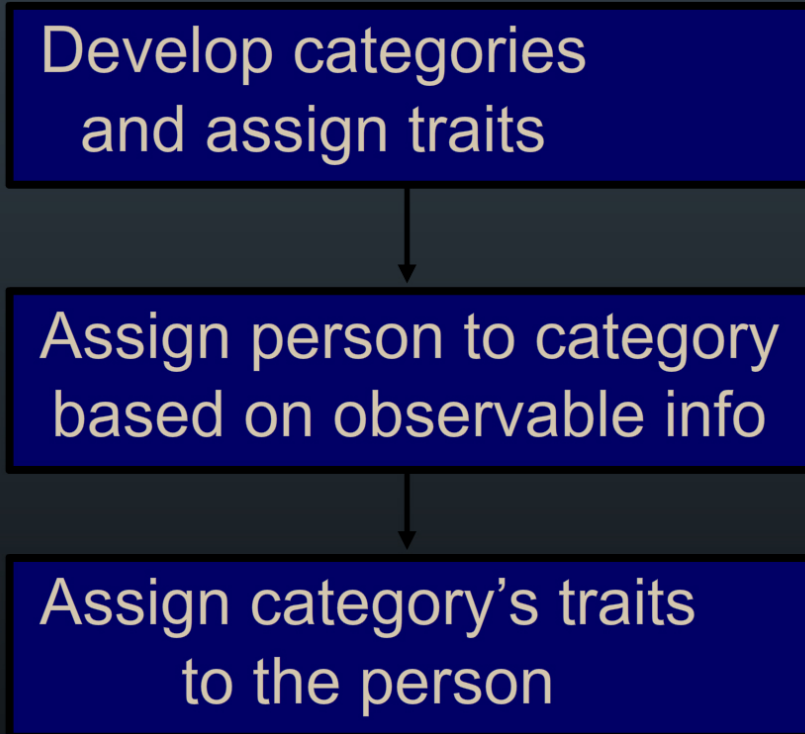 Develop categories
and assign traits
Assign person to category
based on observable info
Assign category’s traits
to the person